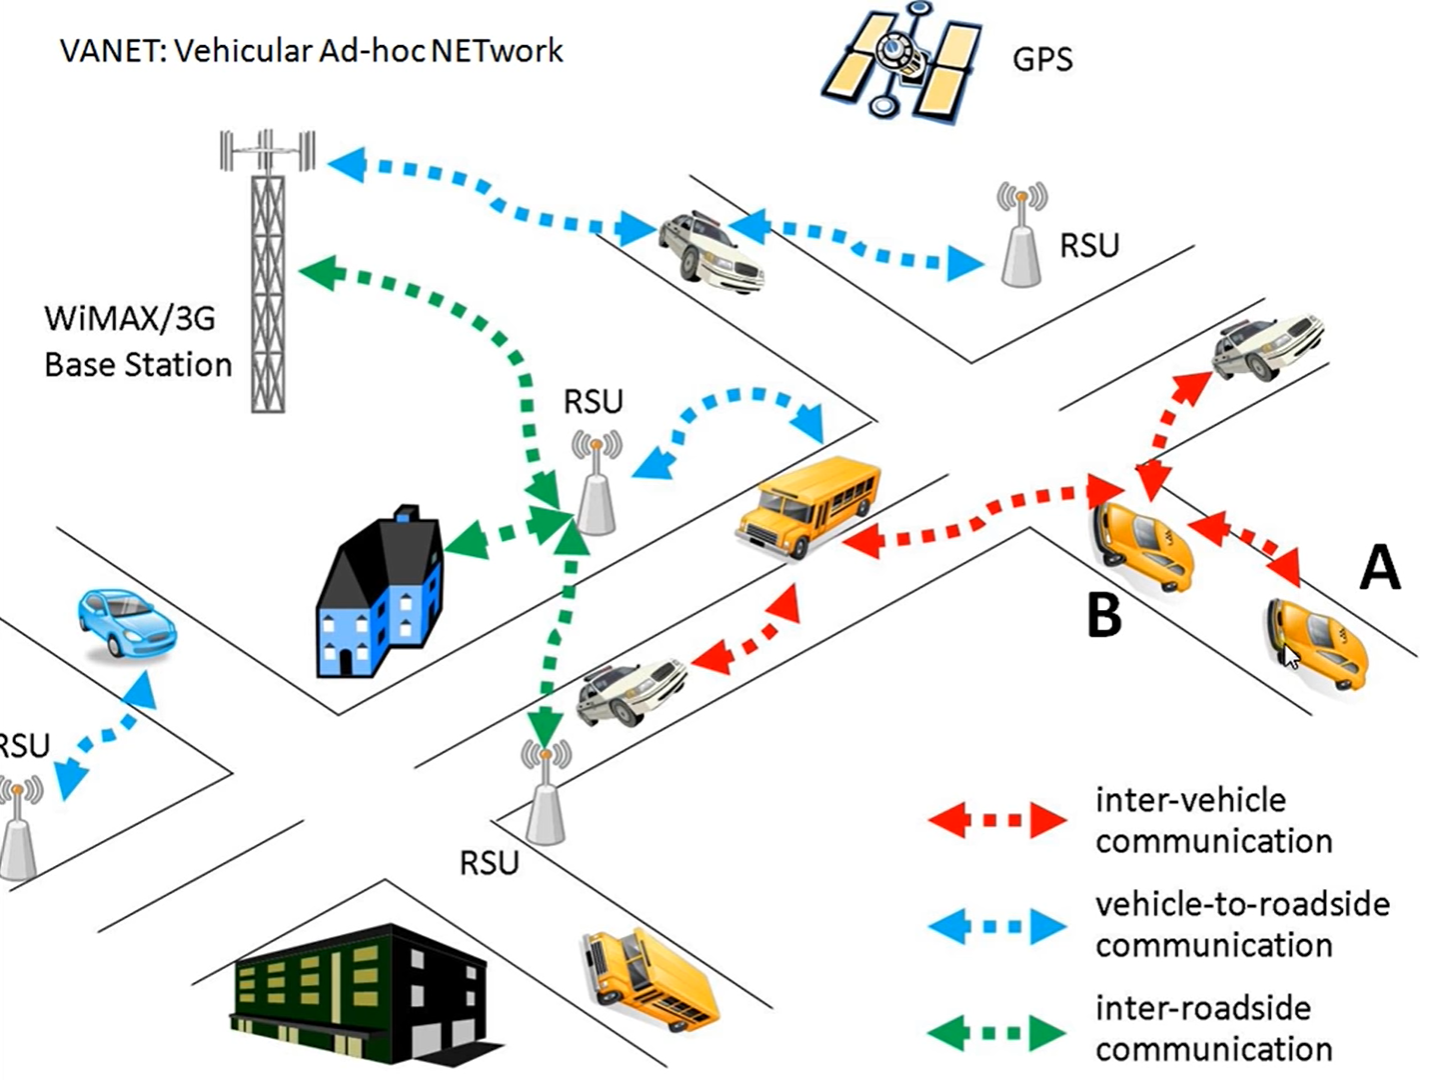 VANET: Vehicular Ad-hoc NETwork
GPS
RSU
WiMAX/3G
Base Station
RSU
A
B
RSU
RSU
inter-vehicle
communication
vehicle-to-roadside
communication
inter-roadside
communication